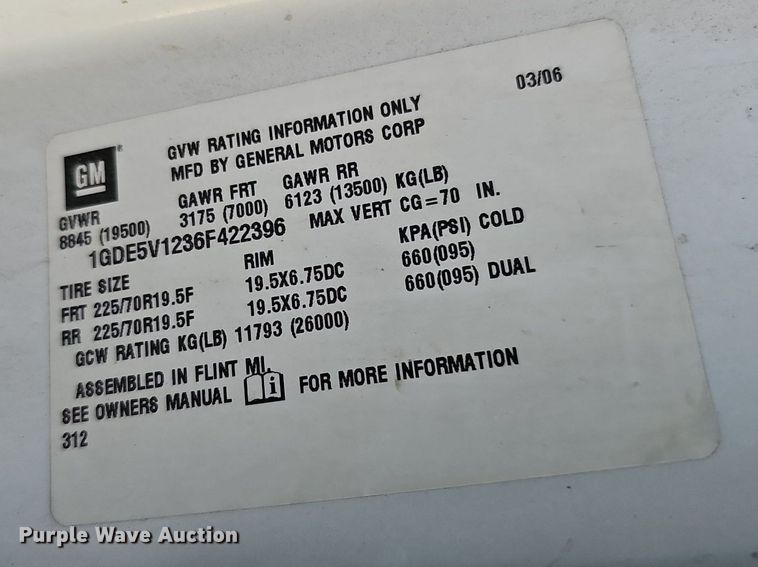 03/06
GM
GVW RATING INFORMATION ONLY
MFD BY GENERAL MOTORS CORP
GVWR GAWR FRT GAWR RR
8845 (19500) 3175 (7000) 6123 (13500) KG(LB)
1GDE5V1236F422396 MAX VERT CG=70 IN.
TIRE SIZE RIM KPA(PSI) COLD
FRT 225/70R19.5F 19.5X6.75DC 660(095)
RR 225/70R19.5F 19.5X6.75DC 660(095) DUAL
GCW RATING KG(LB) 11793 (26000)
ASSEMBLED IN FLINT MI.
SEE OWNERS MANUAL i FOR MORE INFORMATION
312
Purple Wave Auction